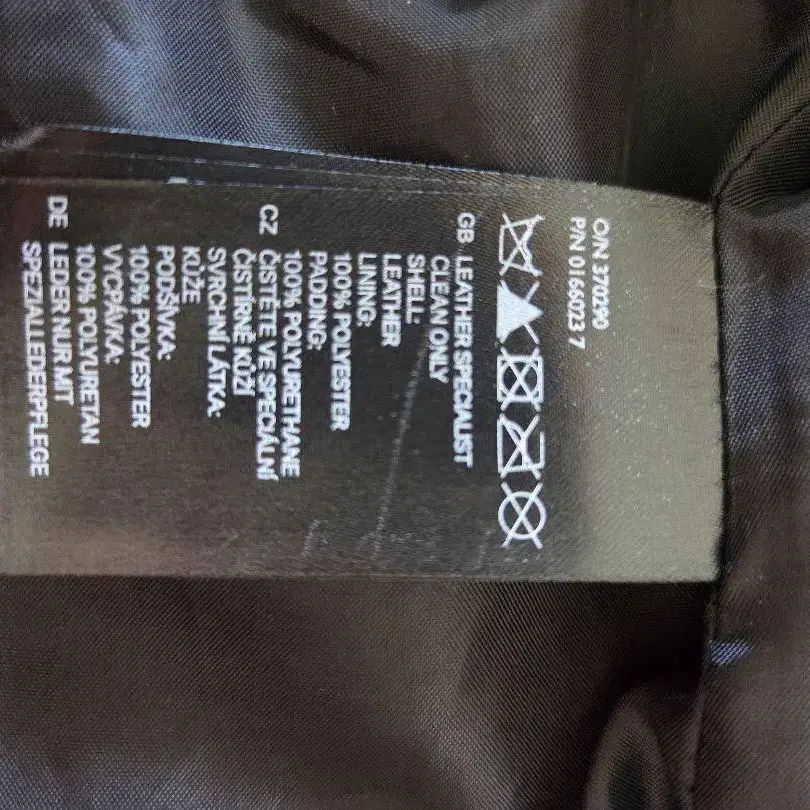 O/N 370290
P/N 0166023 7
GB LEATHER SPECIALIST
CLEAN ONLY
SHELL:
LEATHER
LINING:
100% POLYESTER
PADDING:
100% POLYURETHANE
CZ ČISTĚTE VE SPECIÁLNÍ
ČISTÍRNĚ KŮŽÍ
SVRCHNÍ LÁTKA:
KŮŽE
PODŠÍVKA:
100% POLYESTER
VYCPÁVKA:
100% POLYURETAN
DE LEDER NUR MIT
SPEZIALLEDERPFLEGE